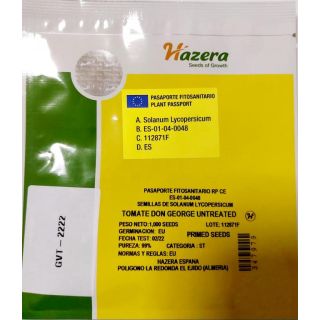 Hazera
Seeds of Growth
PASAPORTE FITOSANITARIO
PLANT PASSPORT
A. Solanum Lycopersicum
B. ES-01-04-0048
C. 112871F
D. ES
GVT - 2222
PASAPORTE FITOSANITARIO RP CE
ES-01-04-0048
SEMILLAS DE SOLANUM LYCOPERSICUM
TOMATE DON GEORGE UNTREATED
PESO NETO: 1,000 SEEDS LOTE: 112871F
GERMINACION: EU PRIMED SEEDS
FECHA TEST: 02/22
PUREZA: 99% CATEGORIA: ST
NORMAS Y REGLAS: EU
HAZERA ESPAÑA
POLIGONO LA REDONDA EL EJIDO (ALMERIA)
347979